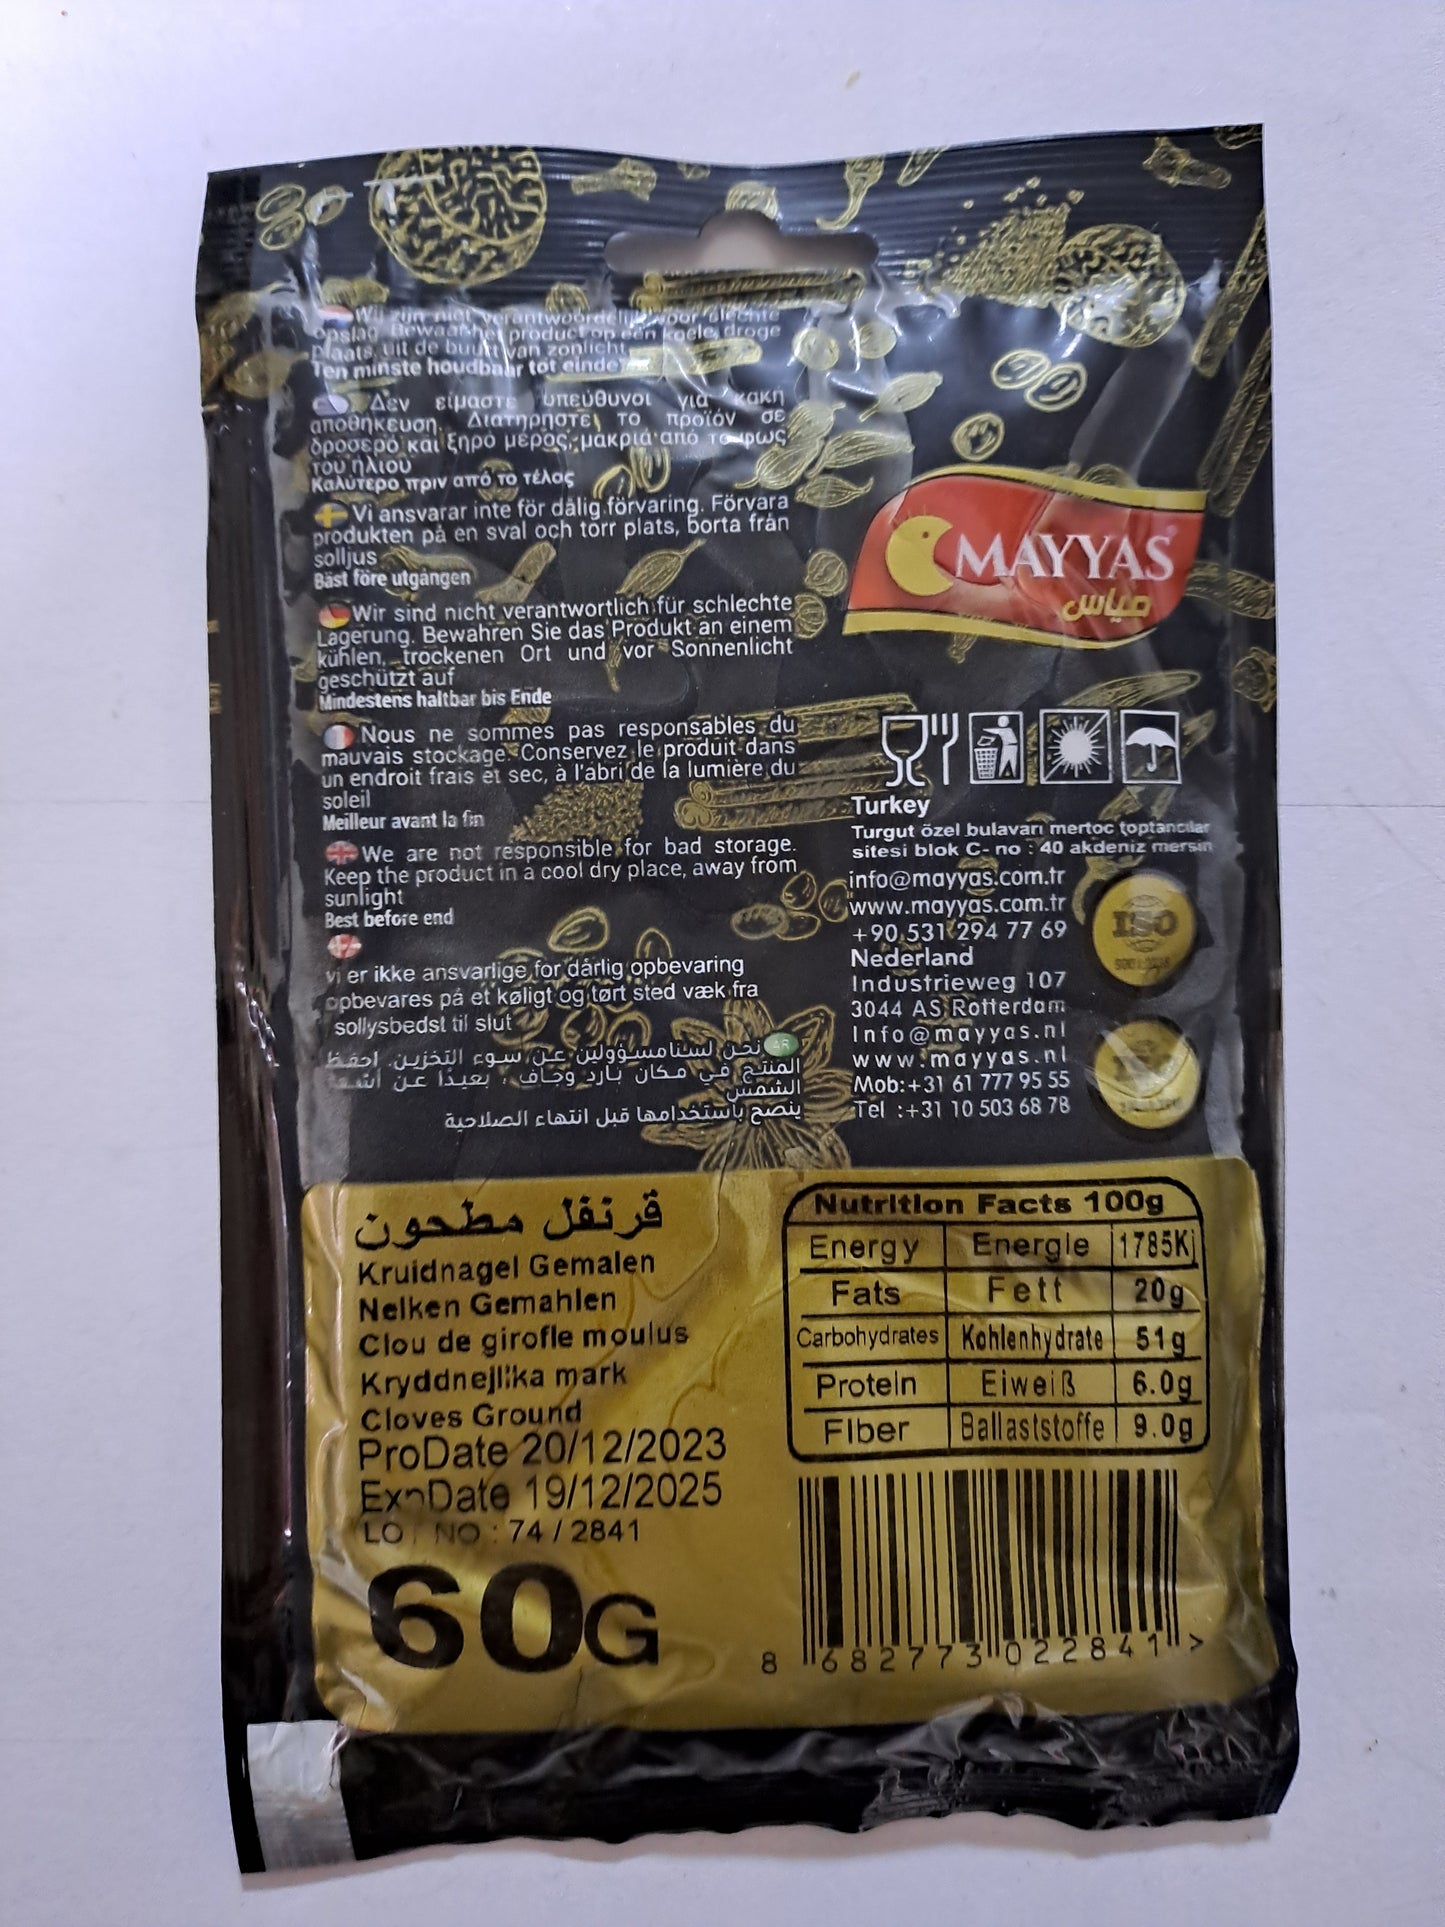 Wij zijn niet verantwoordelijk voor slechte
opslag. Bewaar het product op een koele, droge
plaats, uit de buurt van zonlicht
Ten minste houdbaar tot einde
Δεν είμαστε υπεύθυνοι για κακή
αποθήκευση. Διατηρήστε το προϊόν σε
δροσερό και ξηρό μέρος, μακριά από το φως
του ήλιου
Καλύτερο πριν από το τέλος
Vi ansvarar inte för dålig förvaring. Förvara
produkten på en sval och torr plats, borta från
solljus
Bäst före utgången
Wir sind nicht verantwortlich für schlechte
Lagerung. Bewahren Sie das Produkt an einem
kühlen, trockenen Ort und vor Sonnenlicht
geschützt auf
Mindestens haltbar bis Ende
Nous ne sommes pas responsables du
mauvais stockage. Conservez le produit dans
un endroit frais et sec, à l'abri de la lumière du
soleil
Meilleur avant la fin
We are not responsible for bad storage.
Keep the product in a cool dry place, away from
sunlight
Best before end
vi er ikke ansvarlige for dårlig opbevaring
opbevares på et køligt og tørt sted væk fra
sollysbedst til slut
AR نحن لسنا مسؤولين عن سوء التخزين. احفظ
المنتج في مكان بارد وجاف ، بعيدًا عن أشعة
الشمس
ينصح باستخدامها قبل انتهاء الصلاحية
MAYYAS
مياس
Turkey
Turgut özel bulavarı mertoc toptancılar
sitesi blok C- no : 40 akdeniz mersin
info@mayyas.com.tr
www.mayyas.com.tr
+90 531 294 77 69
Nederland
Industrieweg 107
3044 AS Rotterdam
Info@mayyas.nl
www.mayyas.nl
Mob:+31 61 777 95 55
Tel :+31 10 503 68 78
ISO
قرنفل مطحون
Kruidnagel Gemalen
Nelken Gemahlen
Clou de girofle moulus
Kryddnejlika mark
Cloves Ground
ProDate 20/12/2023
ExpDate 19/12/2025
LOT NO : 74 / 2841
60G
Nutrition Facts 100g
Energy Energie 1785Kj
Fats Fett 20g
Carbohydrates Kohlenhydrate 51g
Protein Eiweiß 6.0g
Fiber Ballaststoffe 9.0g
8 682773 022841 >